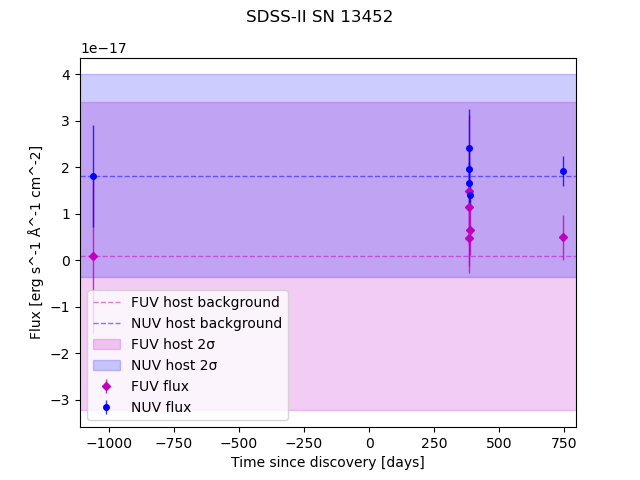 SDSS-II SN 13452
1e−17
4
3
2
1
0
−1
−2
−3
Flux [erg s^-1 Å^-1 cm^-2]
FUV host background
NUV host background
FUV host 2σ
NUV host 2σ
FUV flux
NUV flux
−1000 −750 −500 −250 0 250 500 750
Time since discovery [days]